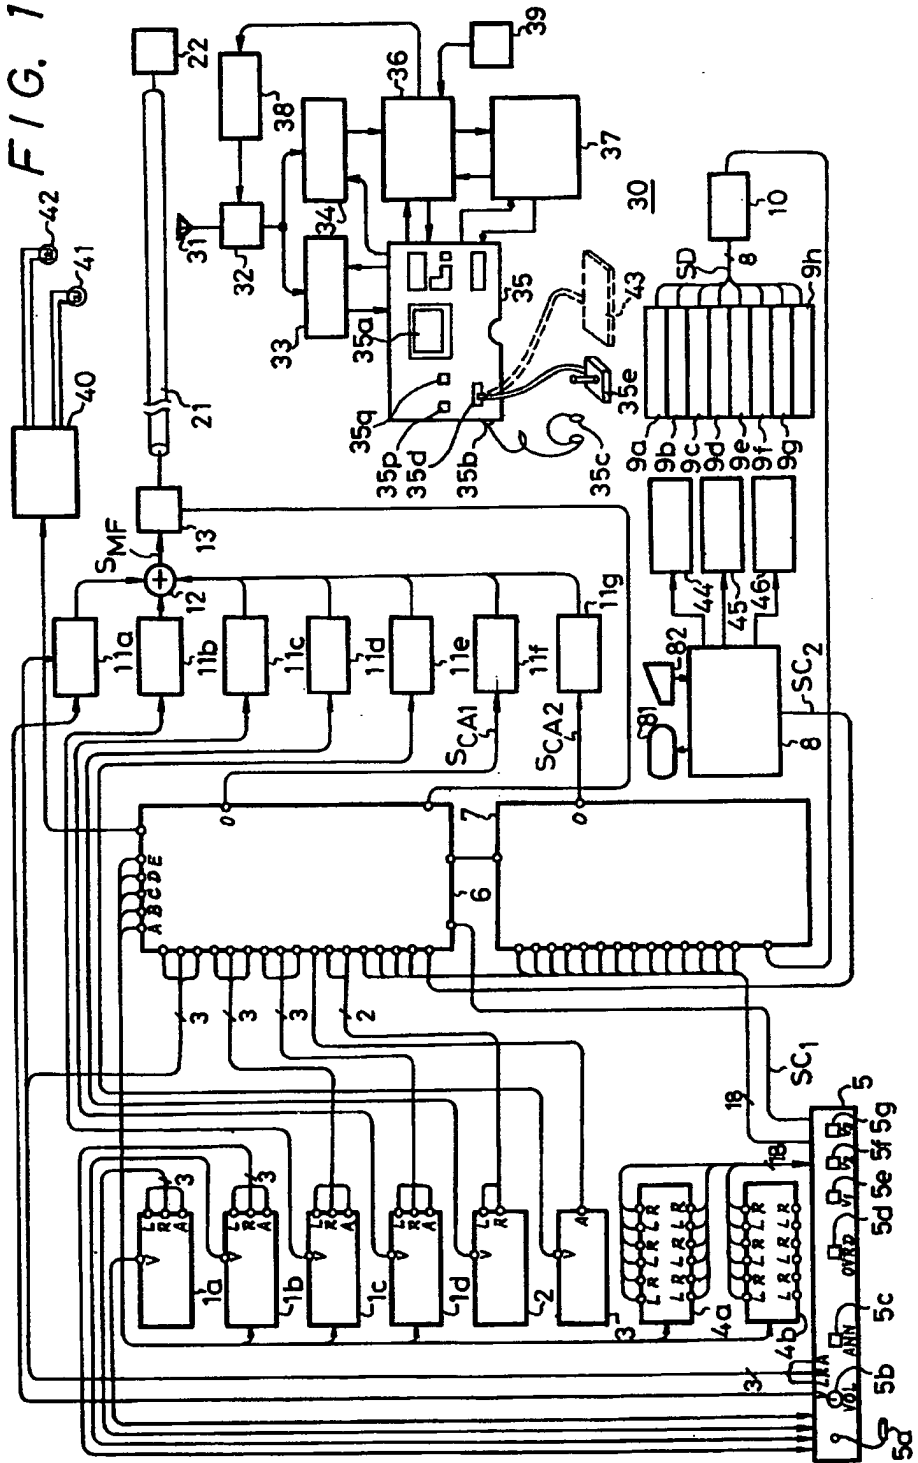 FIG. 1
22
42
41
40
21
13
SMF
12
11a
11b
11c
11d
11e
11f
11g
SCA1
SCA2
31
32
38
33
34
36
39
37
30
35
35a
35q
35p
35d
35b
35c
35e
43
9a
9b
9c
9d
9e
9f
9g
9h
SD
8
10
44
45
46
81
82
8
SC2
A B C D E
O
6
7
O
3
3
3
2
18
SC1
V
L
R
A
3
1a
V
L
R
A
3
1b
V
L
R
A
1c
V
L
R
A
1d
V
L
R
2
V
A
3
L R L R L R
L R L R L R
4a
L R L R L R
4b
18
3
V L R A
VOL
ANN
OVRD
V1
V2
V3
5
5a
5b
5c
5d
5e
5f
5g